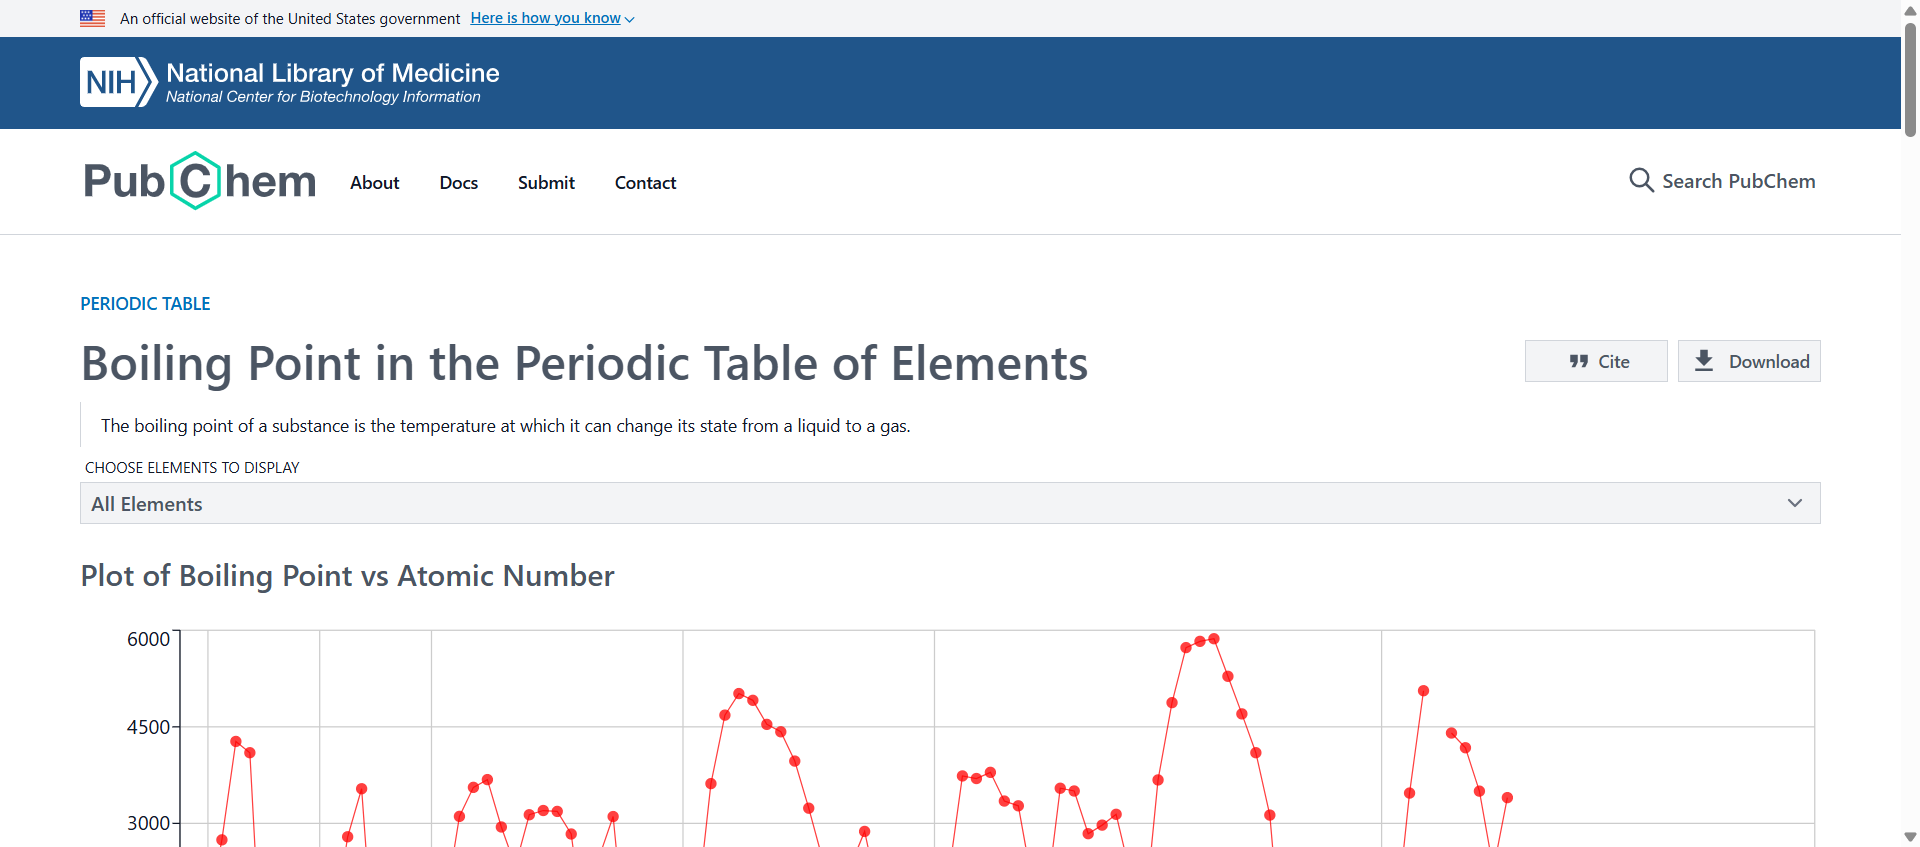 An official website of the United States government Here is how you know
NIH National Library of Medicine
National Center for Biotechnology Information
PubChem About Docs Submit Contact Search PubChem
PERIODIC TABLE
Boiling Point in the Periodic Table of Elements
Cite Download
The boiling point of a substance is the temperature at which it can change its state from a liquid to a gas.
CHOOSE ELEMENTS TO DISPLAY
All Elements
Plot of Boiling Point vs Atomic Number
6000
4500
3000